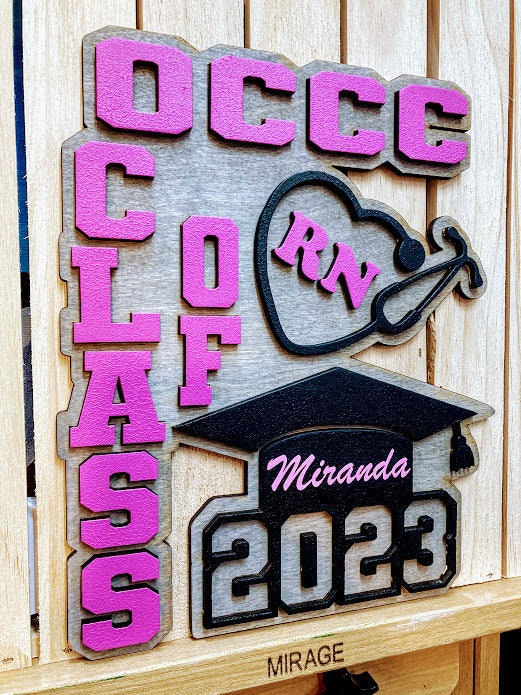 OCCC
CLASS
OF
RN
Miranda
2023
MIRAGE